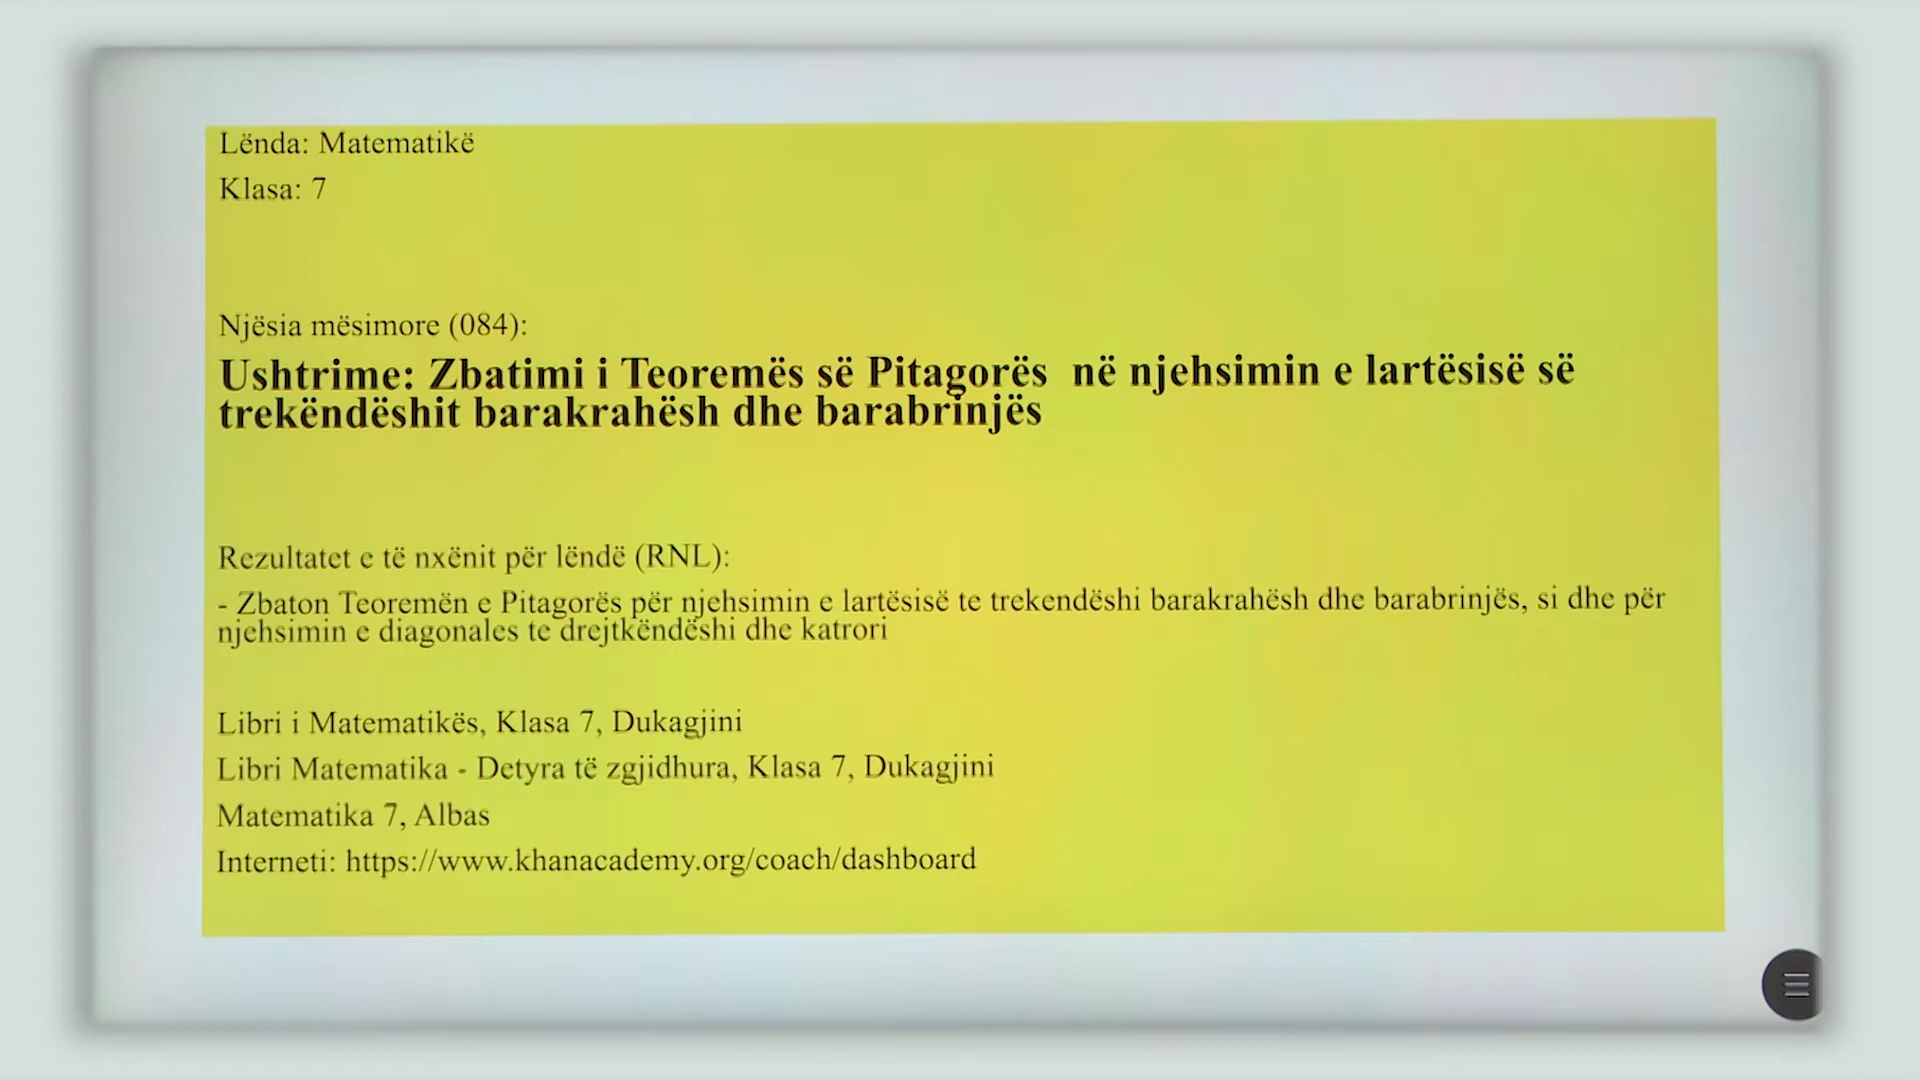 Lënda: Matematikë
Klasa: 7
Njësia mësimore (084):
Ushtrime: Zbatimi i Teoremës së Pitagorës në njehsimin e lartësisë së
trekëndëshit barakrahësh dhe barabrinjës
Rezultatet e të nxënit për lëndë (RNL):
- Zbaton Teoremën e Pitagorës për njehsimin e lartësisë te trekendëshi barakrahësh dhe barabrinjës, si dhe për
njehsimin e diagonales te drejtkëndëshi dhe katrori
Libri i Matematikës, Klasa 7, Dukagjini
Libri Matematika - Detyra të zgjidhura, Klasa 7, Dukagjini
Matematika 7, Albas
Interneti: https://www.khanacademy.org/coach/dashboard